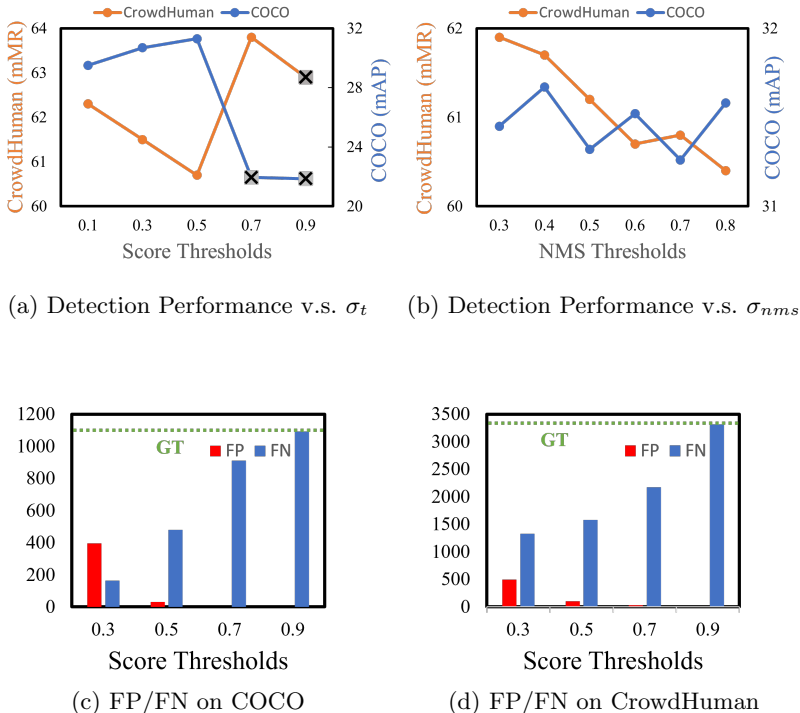 CrowdHuman COCO
CrowdHuman (mMR)
64
63
62
61
60
32
28
22
20
COCO (mAP)
0.1 0.3 0.5 0.7 0.9
Score Thresholds
(a) Detection Performance v.s. σt
CrowdHuman COCO
CrowdHuman (mMR)
62
61
60
32
31
COCO (mAP)
0.3 0.4 0.5 0.6 0.7 0.8
NMS Thresholds
(b) Detection Performance v.s. σnms
1200
1000
800
600
400
200
0
GT
FP FN
0.3 0.5 0.7 0.9
Score Thresholds
(c) FP/FN on COCO
3500
3000
2500
2000
1500
1000
500
0
GT
FP FN
0.3 0.5 0.7 0.9
Score Thresholds
(d) FP/FN on CrowdHuman